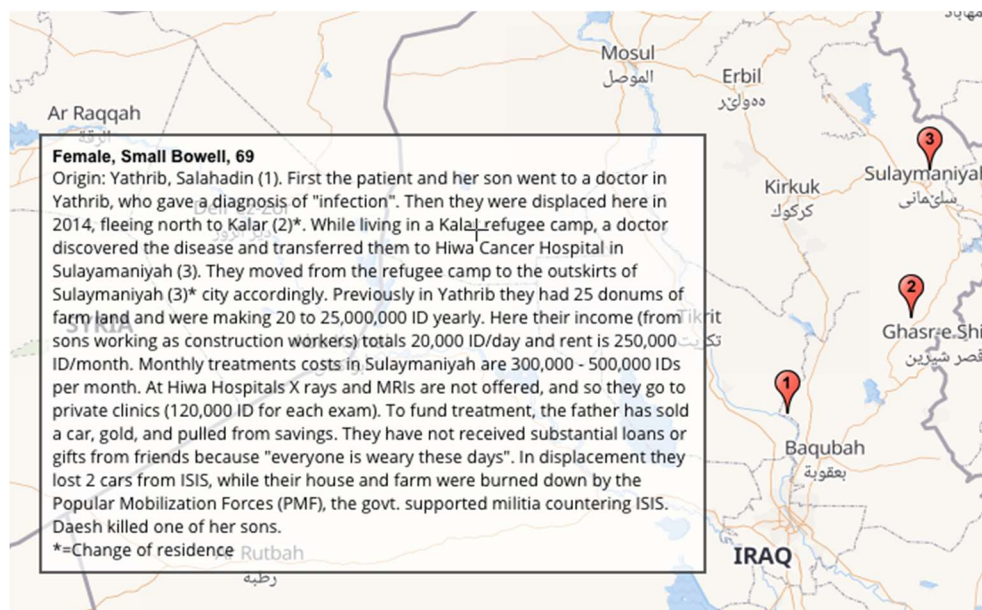 مهاباد
Mosul
الموصل
Erbil
ههولێر
Ar Raqqah
الرقة
3
Sulaymaniyah
سلێمانی
Kirkuk
كركوك
2
Ghasr-e Shi
قصر شیرین
Tikrit
تكريت
SYRIA
1
Baqubah
بعقوبة
IRAQ
Female, Small Bowell, 69
Origin: Yathrib, Salahadin (1). First the patient and her son went to a doctor in
Yathrib, who gave a diagnosis of "infection". Then they were displaced here in
2014, fleeing north to Kalar (2)*. While living in a Kalar refugee camp, a doctor
discovered the disease and transferred them to Hiwa Cancer Hospital in
Sulayamaniyah (3). They moved from the refugee camp to the outskirts of
Sulaymaniyah (3)* city accordingly. Previously in Yathrib they had 25 donums of
farm land and were making 20 to 25,000,000 ID yearly. Here their income (from
sons working as construction workers) totals 20,000 ID/day and rent is 250,000
ID/month. Monthly treatments costs in Sulaymaniyah are 300,000 - 500,000 IDs
per month. At Hiwa Hospitals X rays and MRIs are not offered, and so they go to
private clinics (120,000 ID for each exam). To fund treatment, the father has sold
a car, gold, and pulled from savings. They have not received substantial loans or
gifts from friends because "everyone is weary these days". In displacement they
lost 2 cars from ISIS, while their house and farm were burned down by the
Popular Mobilization Forces (PMF), the govt. supported militia countering ISIS.
Daesh killed one of her sons.
*=Change of residence
Ar Rutbah
رطبة